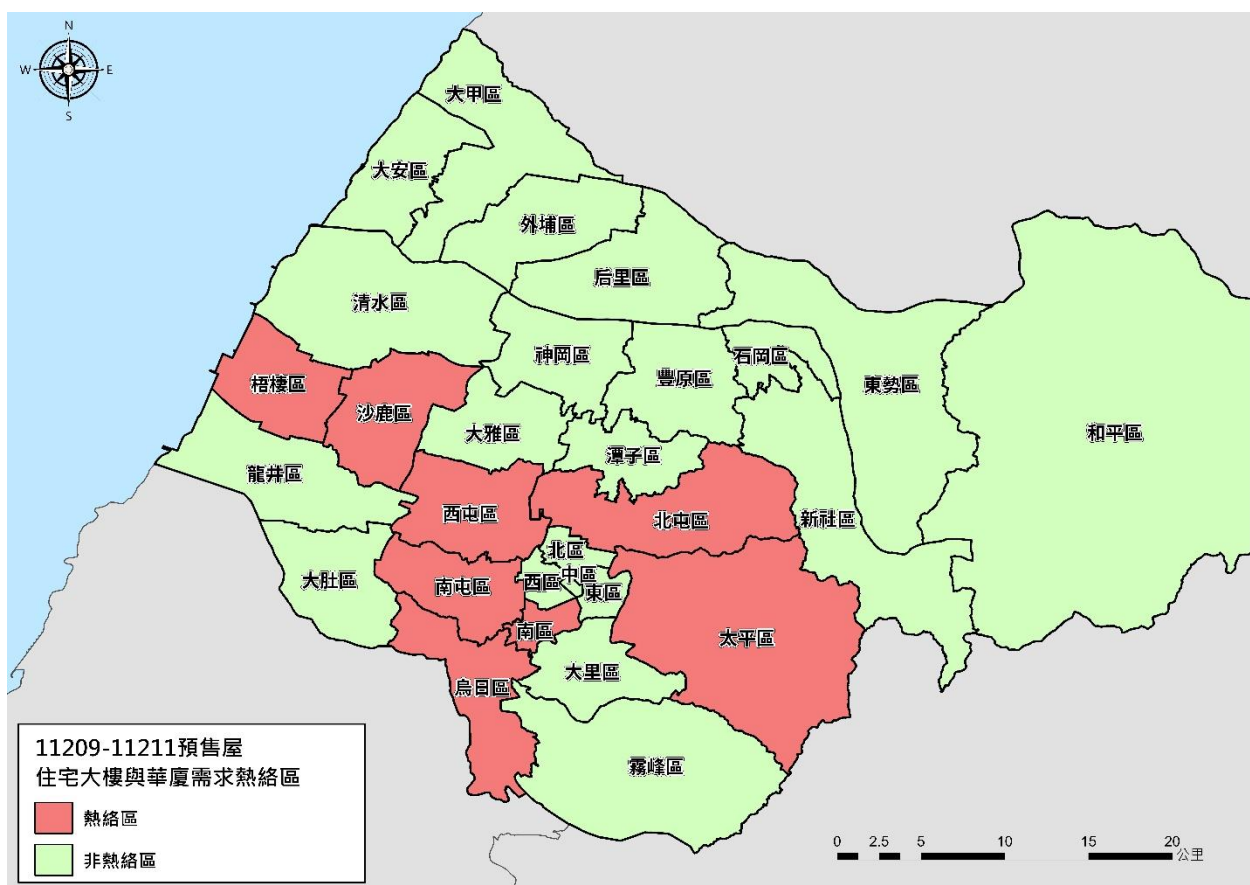 N
W
E
S
大甲區
大安區
外埔區
后里區
清水區
神岡區
豐原區
石岡區
東勢區
和平區
梧棲區
沙鹿區
大雅區
潭子區
龍井區
西屯區
北屯區
新社區
北區
中區
西區
東區
大肚區
南屯區
南區
太平區
大里區
烏日區
霧峰區
11209-11211預售屋
住宅大樓與華廈需求熱絡區
熱絡區
非熱絡區
0 2.5 5 10 15 20
公里